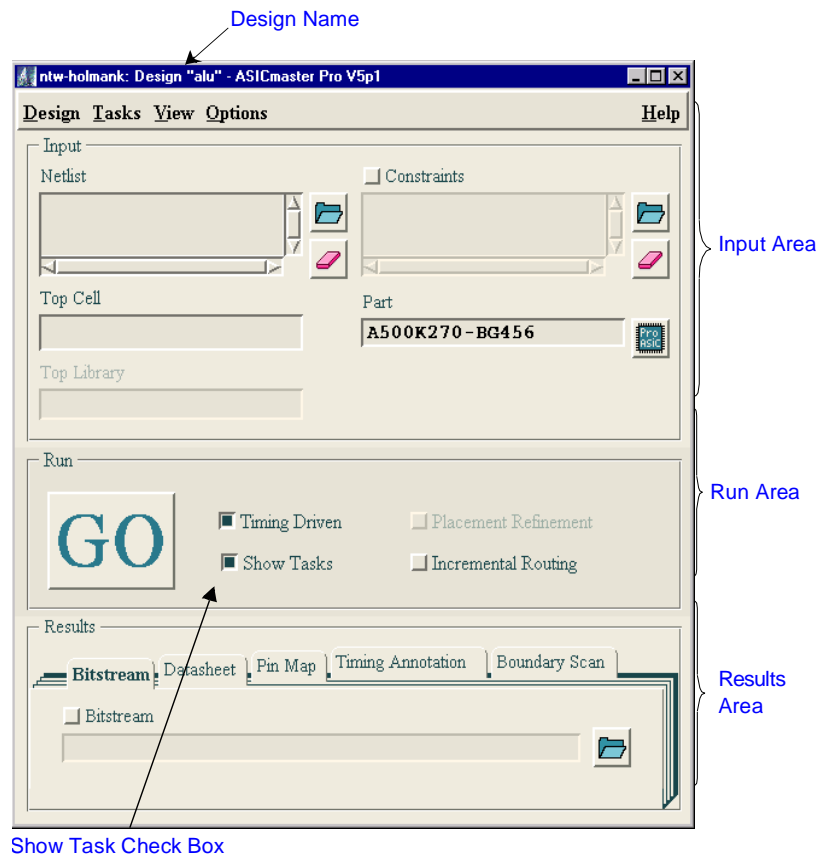 Design Name
ntw-holmank: Design "alu" - ASICmaster Pro V5p1
Design Tasks View Options Help
Input
Netlist
Constraints
Input Area
Top Cell
Part
A500K270-BG456
Pro
ASIC
Top Library
Run
GO
Timing Driven
Placement Refinement
Run Area
Show Tasks
Incremental Routing
Results
Bitstream Datasheet Pin Map Timing Annotation Boundary Scan
Results
Area
Bitstream
Show Task Check Box